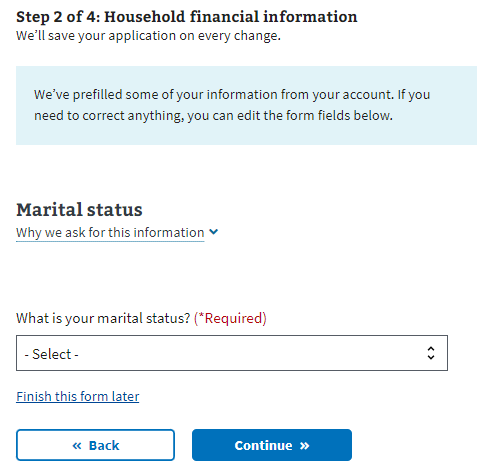 Step 2 of 4: Household financial information
We’ll save your application on every change.
We’ve prefilled some of your information from your account. If you
need to correct anything, you can edit the form fields below.
Marital status
Why we ask for this information
What is your marital status? (*Required)
- Select -
Finish this form later
« Back
Continue »